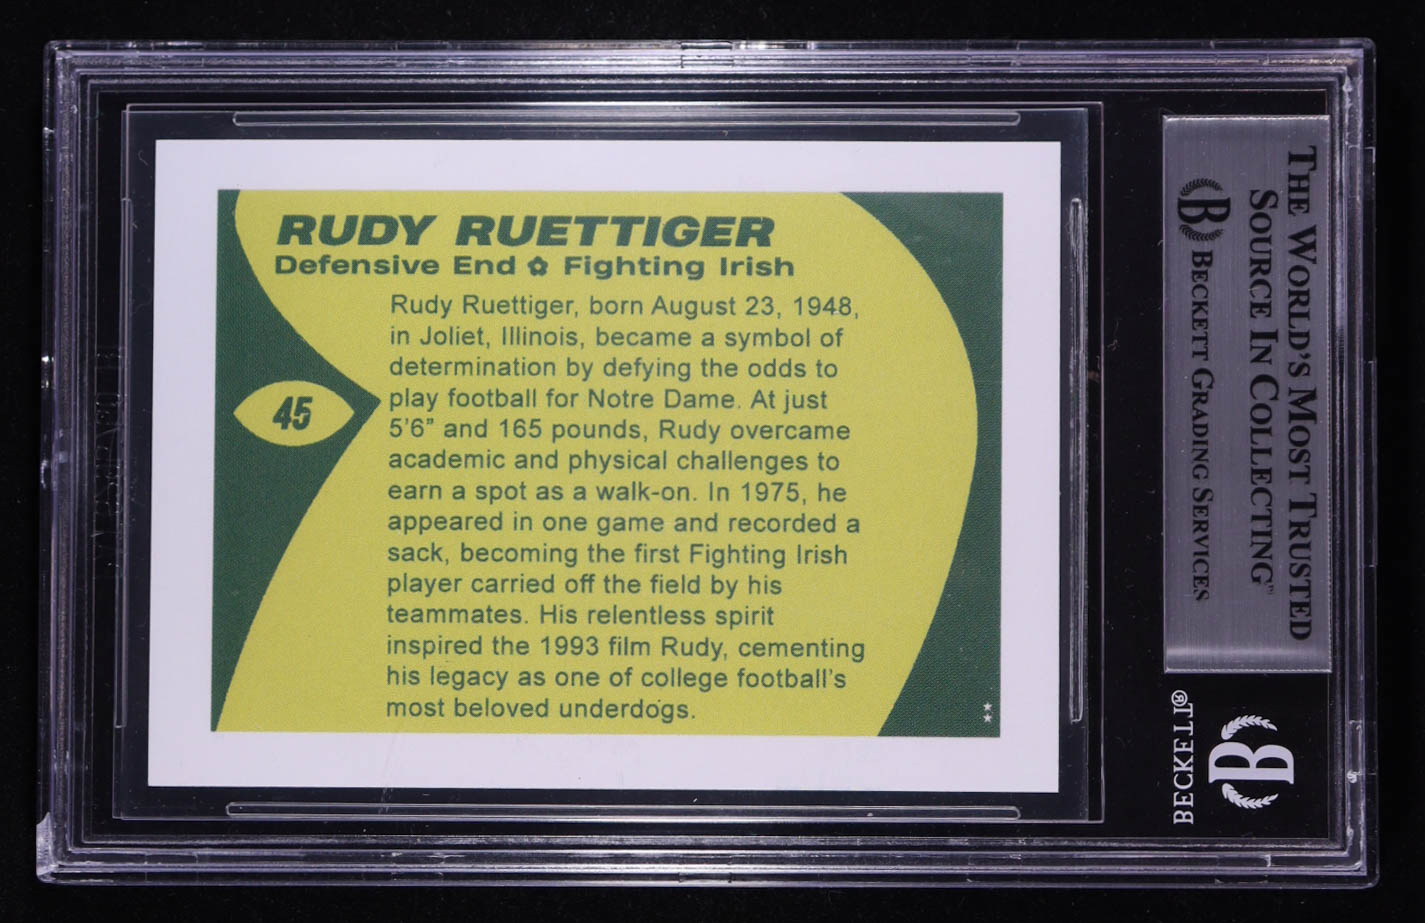 RUDY RUETTIGER
Defensive End ✿ Fighting Irish
Rudy Ruettiger, born August 23, 1948,
in Joliet, Illinois, became a symbol of
determination by defying the odds to
play football for Notre Dame. At just
5'6" and 165 pounds, Rudy overcame
academic and physical challenges to
earn a spot as a walk-on. In 1975, he
appeared in one game and recorded a
sack, becoming the first Fighting Irish
player carried off the field by his
teammates. His relentless spirit
inspired the 1993 film Rudy, cementing
his legacy as one of college football's
most beloved underdogs.
45
THE WORLD'S MOST TRUSTED
SOURCE IN COLLECTING™
B BECKETT GRADING SERVICES
BECKETT®
B